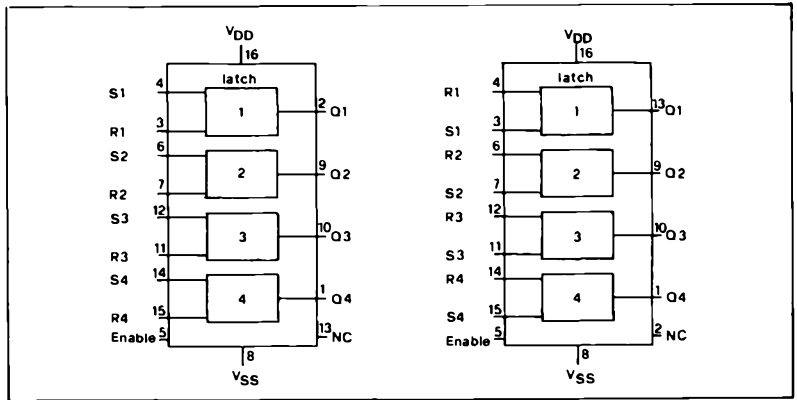 VDD
16
latch
S1 4
1
2 Q1
R1 3
S2 6
2
9 Q2
R2 7
S3 12
3
10 Q3
R3 11
S4 14
4
1 Q4
R4 15
Enable 5
13 NC
8
VSS
VDD
16
latch
R1 4
1
13 Q1
S1 3
R2 6
2
9 Q2
S2 7
R3 12
3
10 Q3
S3 11
R4 14
4
1 Q4
S4 15
Enable 5
2 NC
8
VSS